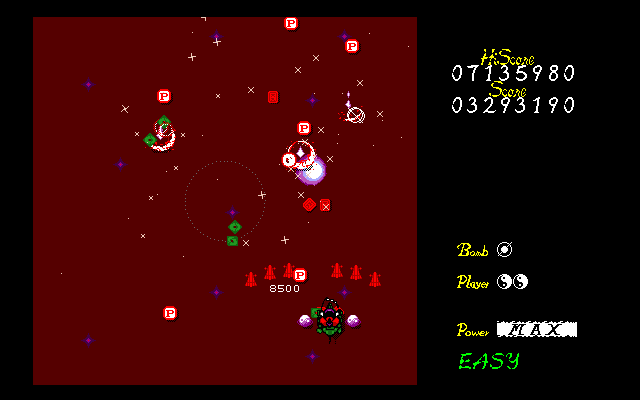 P
P
HiScore
07135980
Score
03293190
P
P
Bomb
P
Player
8500
P
Power MAX
EASY